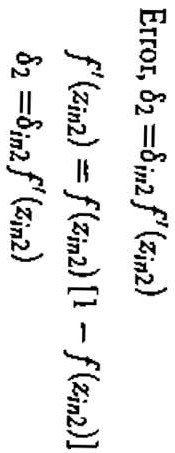 Error, δ₂ =δᵢₙ₂ f′(zᵢₙ₂)
f′(zᵢₙ₂) = f(zᵢₙ₂) [1 − f(zᵢₙ₂)]
δ₂ =δᵢₙ₂ f′(zᵢₙ₂)